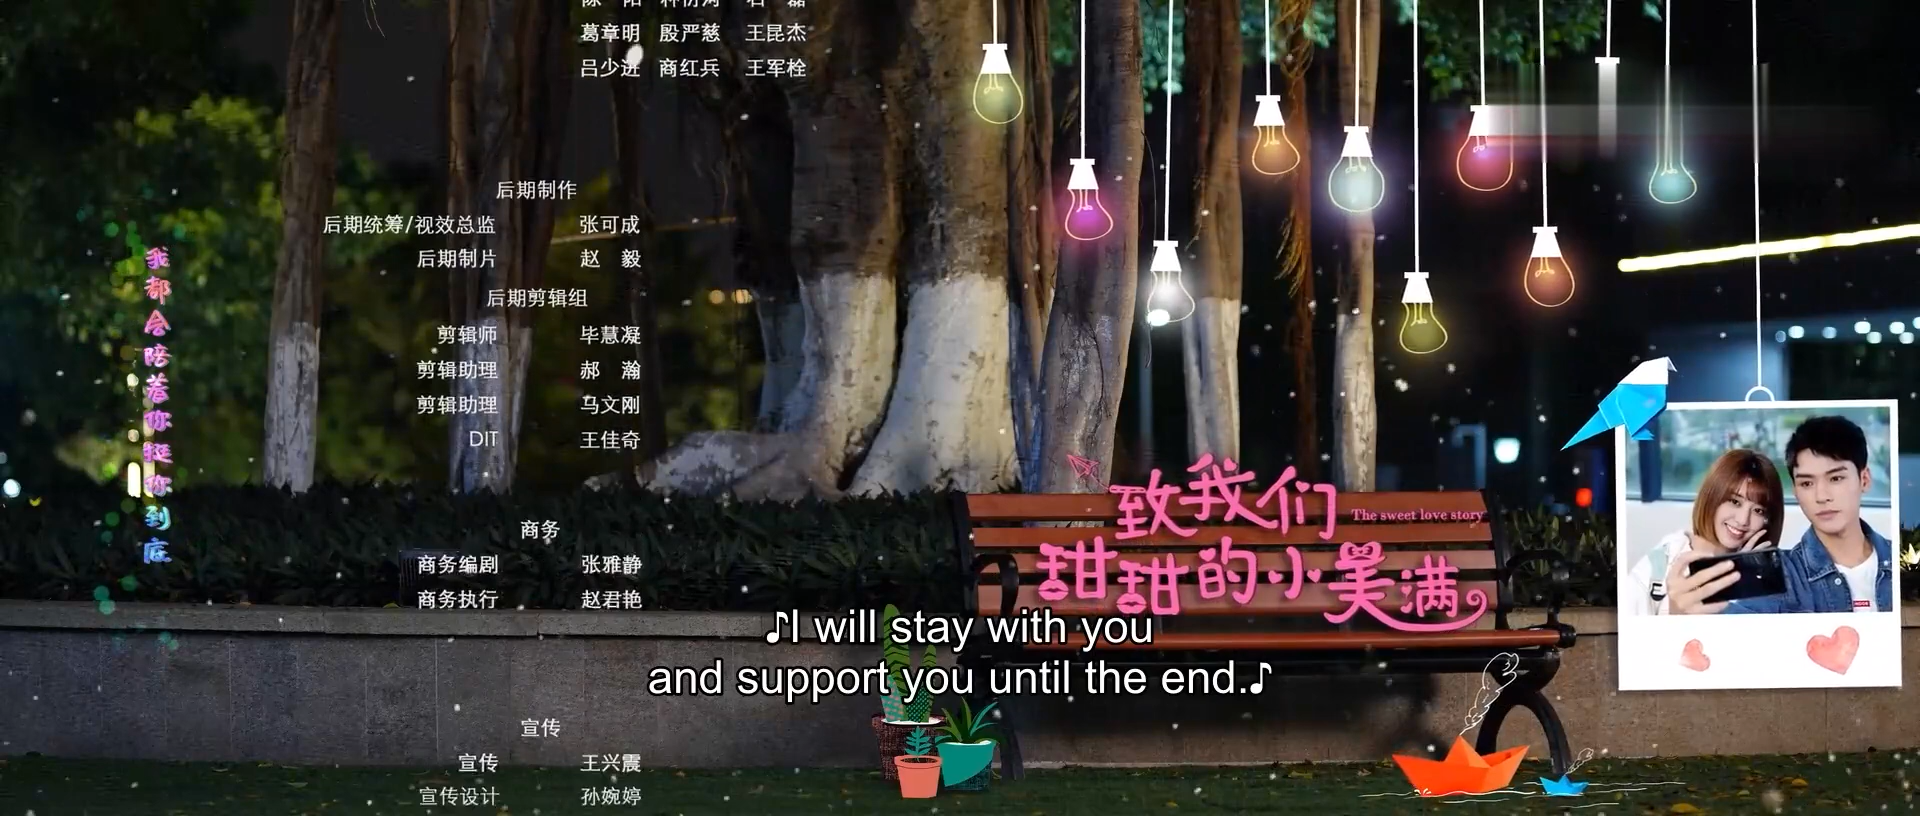 葛章明 殷严慈 王昆杰
吕少进 商红兵 王军栓
后期制作
后期统筹/视效总监 张可成
后期制片 赵 毅
后期剪辑组
剪辑师 毕慧凝
剪辑助理 郝 瀚
剪辑助理 马文刚
DIT 王佳奇
商务
商务编剧 张雅静
商务执行 赵君艳
宣传
宣传 王兴震
宣传设计 孙婉婷
我都会陪着你挺你到底
致我们
The sweet love story
甜甜的小美满
♪I will stay with you
and support you until the end.♪